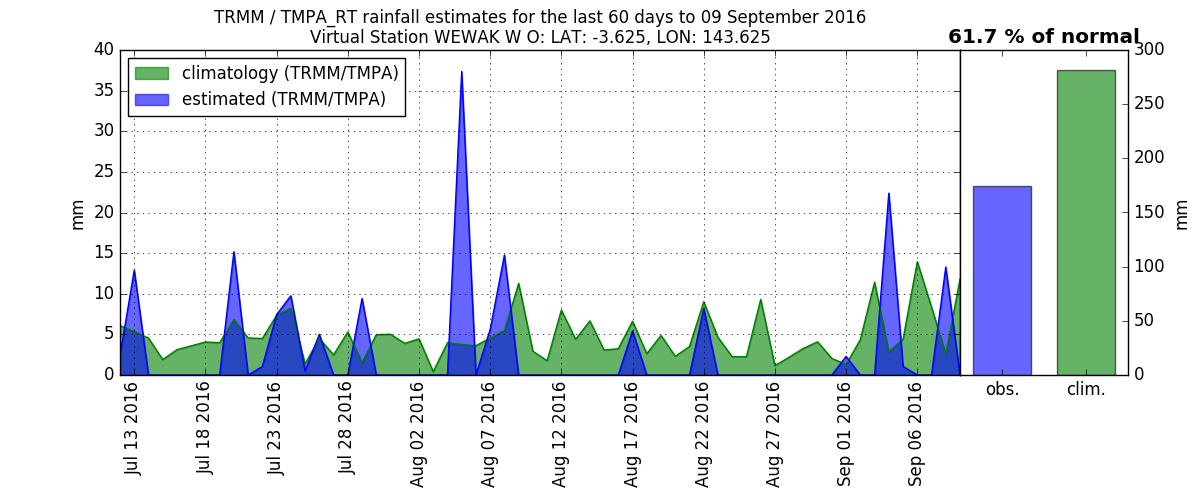 TRMM / TMPA_RT rainfall estimates for the last 60 days to 09 September 2016
Virtual Station WEWAK W O: LAT: -3.625, LON: 143.625
61.7 % of normal
climatology (TRMM/TMPA)
estimated (TRMM/TMPA)
40
35
30
25
20
15
10
5
0
mm
Jul 13 2016
Jul 18 2016
Jul 23 2016
Jul 28 2016
Aug 02 2016
Aug 07 2016
Aug 12 2016
Aug 17 2016
Aug 22 2016
Aug 27 2016
Sep 01 2016
Sep 06 2016
300
250
200
150
100
50
0
mm
obs.
clim.